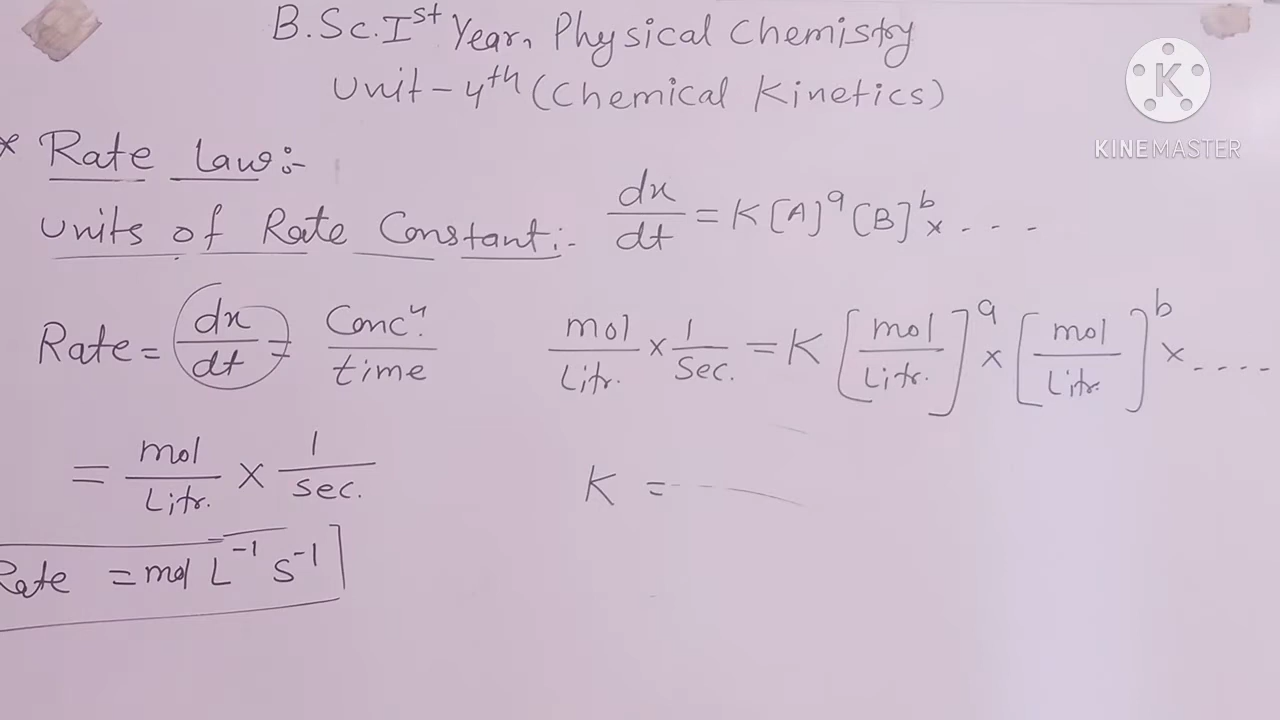 B.Sc. Ist Year, Physical Chemistry
Unit - 4th (Chemical Kinetics)
K
KINEMASTER
* Rate Law:-
Units of Rate Constant:-
dx/dt = K[A]^a [B]^b × ....
Rate = dx/dt = Concn./time
mol/Litr. × 1/Sec. = K [mol/Litr.]^a × [mol/Litr.]^b × ....
= mol/Litr. × 1/Sec.
K =
Rate = mol L^-1 S^-1